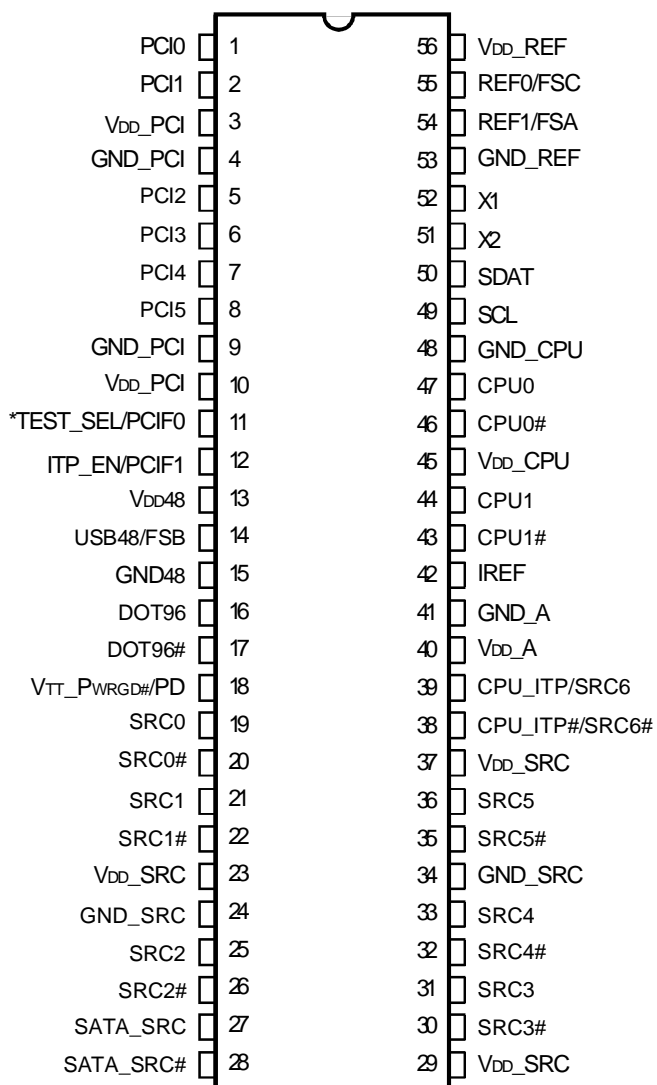 PCI0 1 56 VDD_REF
PCI1 2 55 REF0/FSC
VDD_PCI 3 54 REF1/FSA
GND_PCI 4 53 GND_REF
PCI2 5 52 X1
PCI3 6 51 X2
PCI4 7 50 SDAT
PCI5 8 49 SCL
GND_PCI 9 48 GND_CPU
VDD_PCI 10 47 CPU0
*TEST_SEL/PCIF0 11 46 CPU0#
ITP_EN/PCIF1 12 45 VDD_CPU
VDD48 13 44 CPU1
USB48/FSB 14 43 CPU1#
GND48 15 42 IREF
DOT96 16 41 GND_A
DOT96# 17 40 VDD_A
VTT_PWRGD#/PD 18 39 CPU_ITP/SRC6
SRC0 19 38 CPU_ITP#/SRC6#
SRC0# 20 37 VDD_SRC
SRC1 21 36 SRC5
SRC1# 22 35 SRC5#
VDD_SRC 23 34 GND_SRC
GND_SRC 24 33 SRC4
SRC2 25 32 SRC4#
SRC2# 26 31 SRC3
SATA_SRC 27 30 SRC3#
SATA_SRC# 28 29 VDD_SRC